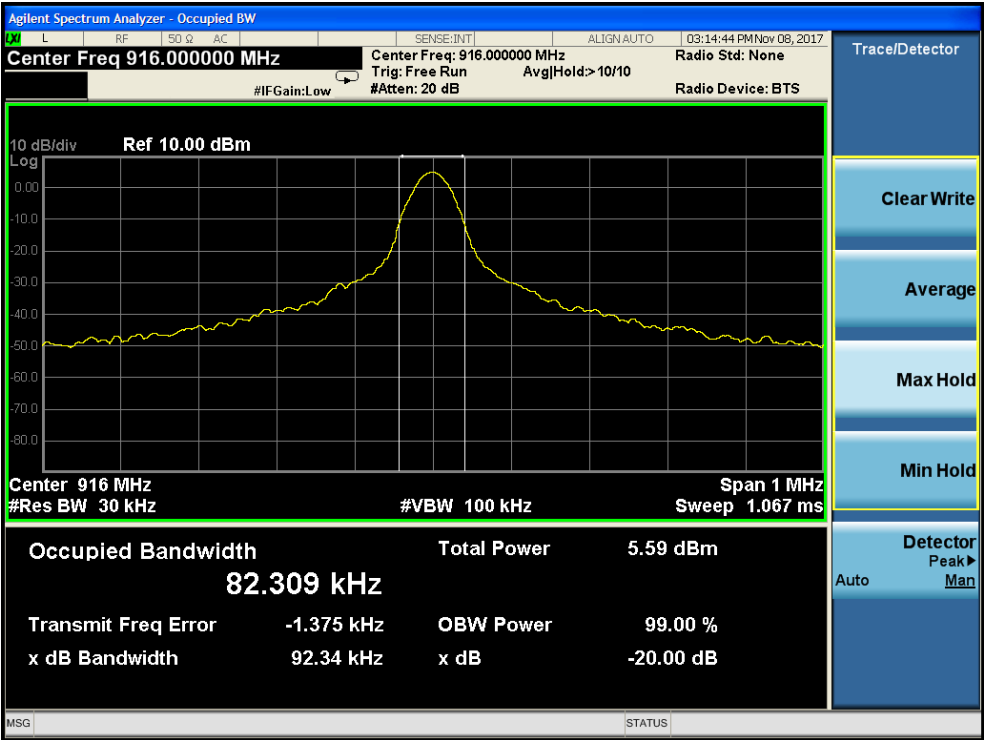 Agilent Spectrum Analyzer - Occupied BW
LXI L RF 50 Ω AC SENSE:INT ALIGN AUTO 03:14:44 PM Nov 08, 2017
Center Freq 916.000000 MHz
Center Freq: 916.000000 MHz
Radio Std: None
Trig: Free Run Avg|Hold:> 10/10
#IFGain:Low
#Atten: 20 dB
Radio Device: BTS
10 dB/div Ref 10.00 dBm
Log
0.00
-10.0
-20.0
-30.0
-40.0
-50.0
-60.0
-70.0
-80.0
Center 916 MHz Span 1 MHz
#Res BW 30 kHz #VBW 100 kHz Sweep 1.067 ms
Occupied Bandwidth Total Power 5.59 dBm
82.309 kHz
Transmit Freq Error -1.375 kHz OBW Power 99.00 %
x dB Bandwidth 92.34 kHz x dB -20.00 dB
MSG STATUS
Trace/Detector
Clear Write
Average
Max Hold
Min Hold
Detector
Peak▶
Auto Man